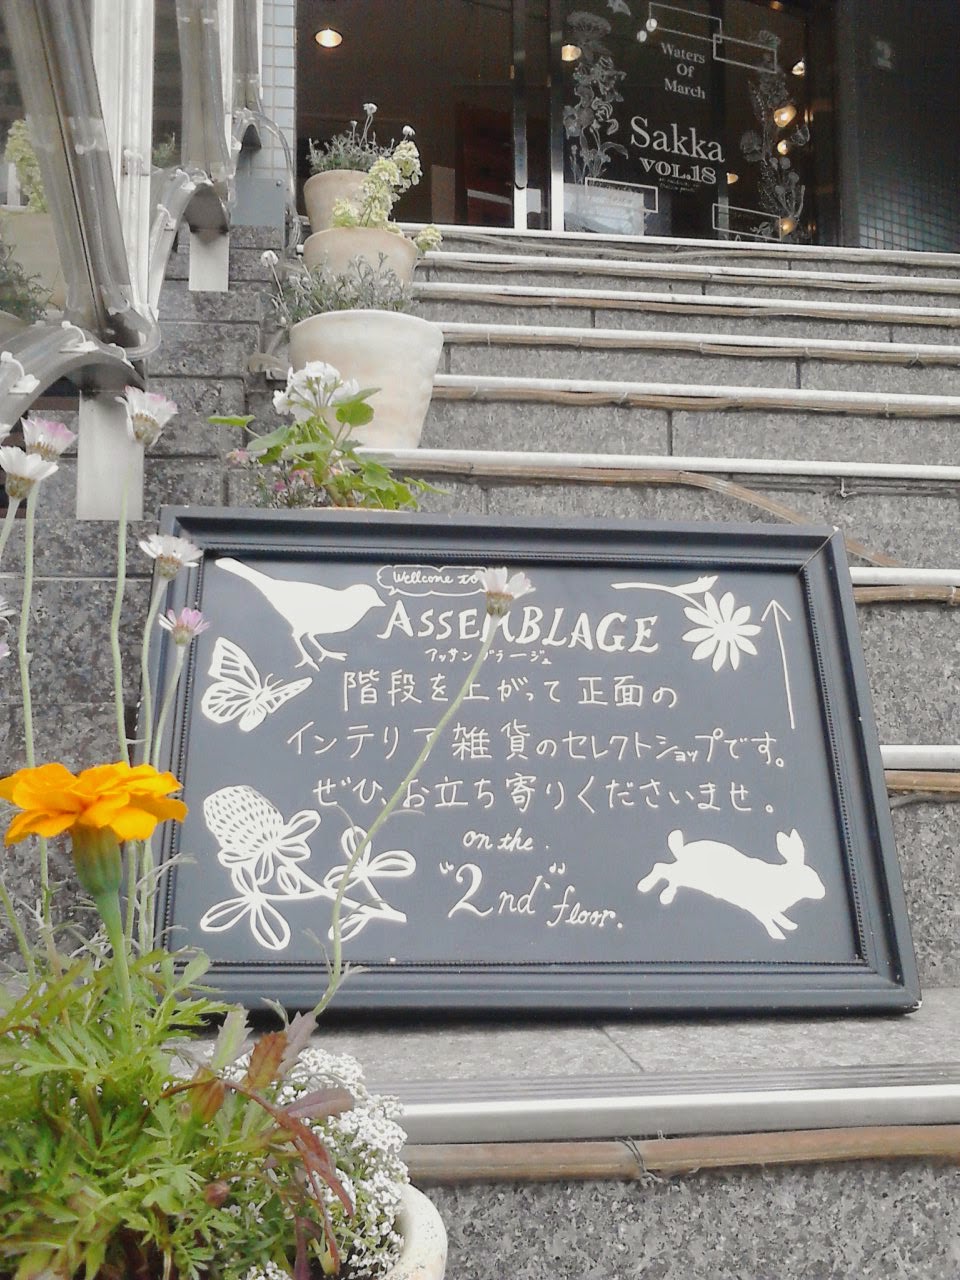 Waters
Of
March
Sakka
VOL.18
Wellcome to
ASSEMBLAGE
アッサンブラージュ
階段を上がって正面の
インテリア雑貨のセレクトショップです。
ぜひ、お立ち寄りくださいませ。
on the
"2nd" floor.